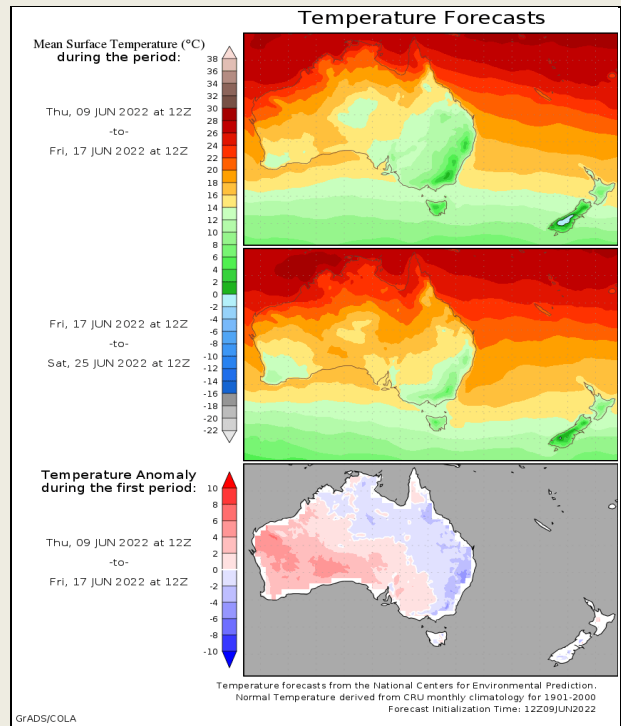 Temperature Forecasts
Mean Surface Temperature (°C)
during the period:
Thu, 09 JUN 2022 at 12Z
-to-
Fri, 17 JUN 2022 at 12Z
38
36
34
32
30
28
26
24
22
20
18
16
14
12
10
8
6
4
2
0
-2
-4
-6
-8
-10
-12
-14
-16
-18
-20
-22
Fri, 17 JUN 2022 at 12Z
-to-
Sat, 25 JUN 2022 at 12Z
Temperature Anomaly
during the first period:
Thu, 09 JUN 2022 at 12Z
-to-
Fri, 17 JUN 2022 at 12Z
10
8
6
4
2
0
-2
-4
-6
-8
-10
Temperature forecasts from the National Centers for Environmental Prediction.
Normal Temperature derived from CRU monthly climatology for 1901-2000
Forecast Initialization Time: 12Z09JUN2022
GrADS/COLA